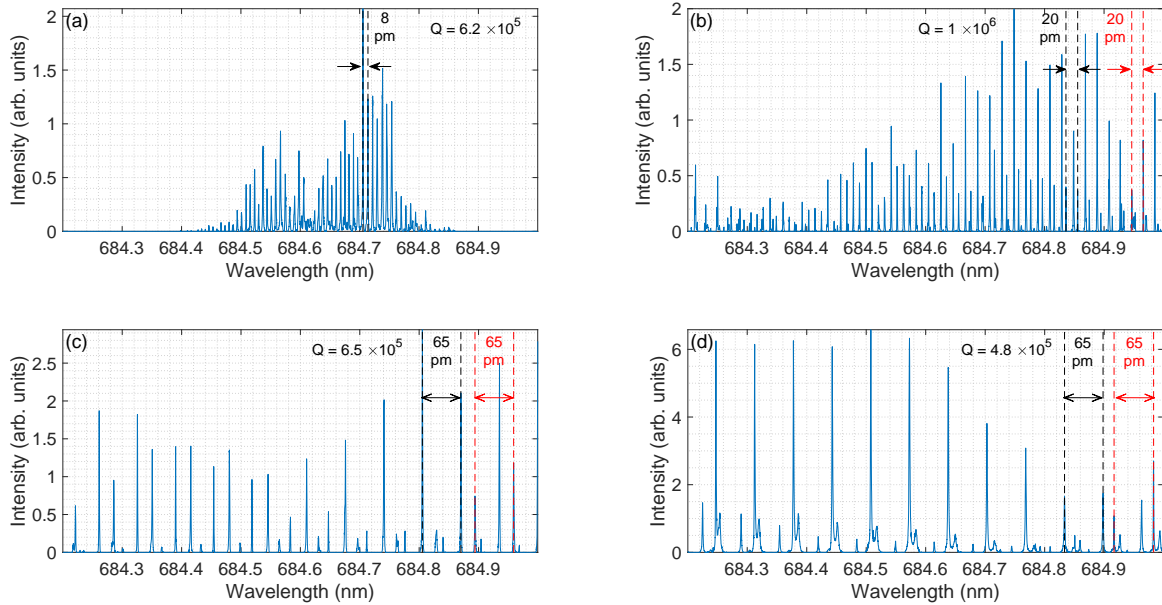 (a)
8
pm
Q = 6.2 ×10^5
2
1.5
1
0.5
0
684.3 684.4 684.5 684.6 684.7 684.8 684.9
Wavelength (nm)
Intensity (arb. units)
(b)
Q = 1 ×10^6
20
pm
20
pm
2
1.5
1
0.5
0
684.3 684.4 684.5 684.6 684.7 684.8 684.9
Wavelength (nm)
Intensity (arb. units)
(c)
Q = 6.5 ×10^5
65
pm
65
pm
2.5
2
1.5
1
0.5
0
684.3 684.4 684.5 684.6 684.7 684.8 684.9
Wavelength (nm)
Intensity (arb. units)
(d)
Q = 4.8 ×10^5
65
pm
65
pm
6
4
2
0
684.3 684.4 684.5 684.6 684.7 684.8 684.9
Wavelength (nm)
Intensity (arb. units)